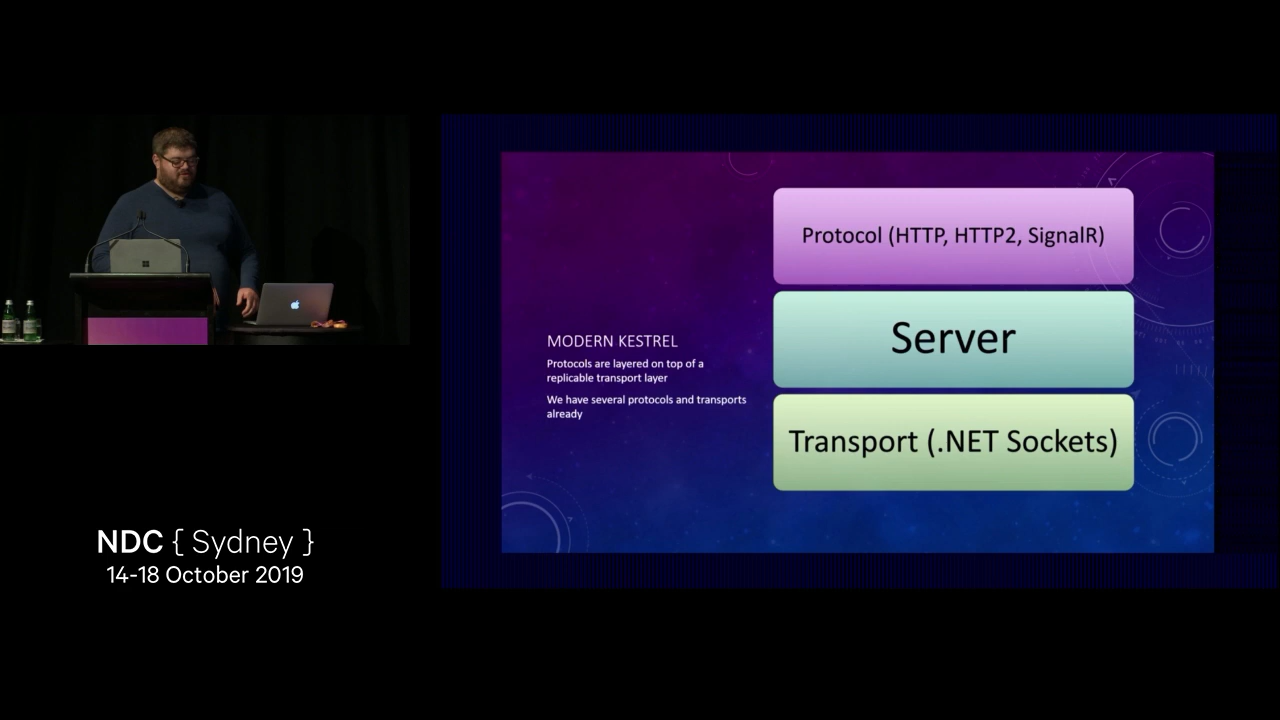 MODERN KESTREL
Protocols are layered on top of a
replicable transport layer
We have several protocols and transports
already
Protocol (HTTP, HTTP2, SignalR)
Server
Transport (.NET Sockets)
NDC { Sydney }
14-18 October 2019